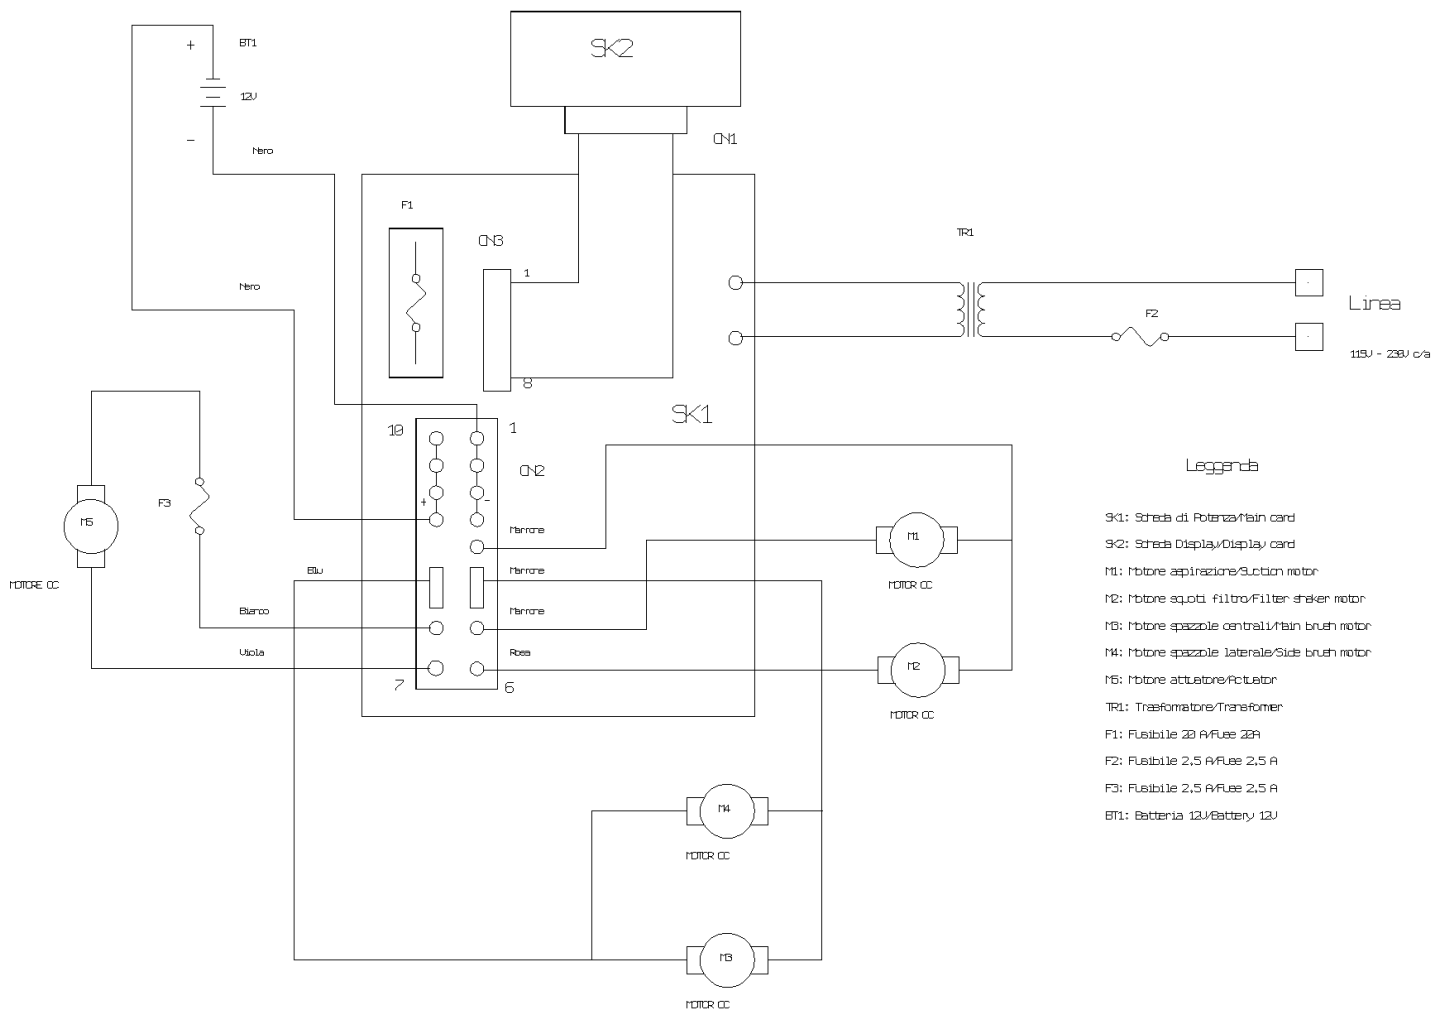 SK2
+
BT1
12V
-
CN1
Nero
F1
TR1
CN3
1
Nero
Linea
F2
115V - 230V c/a
8
SK1
10
1
CN2
Legganda
+
-
F3
M5
SK1: Scheda di Potenza/Main card
Marrone
M1
SK2: Scheda Display/Display card
Blu
Marrone
M1: Motore aspirazione/Suction motor
MOTORE CC
MOTOR CC
M2: Motore squoti filtro/Filter shaker motor
Bianco
Marrone
M3: Motore spazzole centrali/Main brush motor
Viola
Rosa
M4: Motore spazzole laterale/Side brush motor
M2
M5: Motore attuatore/Actuator
7
6
TR1: Trasformatore/Transformer
MOTOR CC
F1: Fusibile 20 A/Fuse 20A
F2: Fusibile 2,5 A/Fuse 2,5 A
F3: Fusibile 2,5 A/Fuse 2,5 A
M4
BT1: Batteria 12V/Battery 12V
MOTOR CC
M3
MOTOR CC